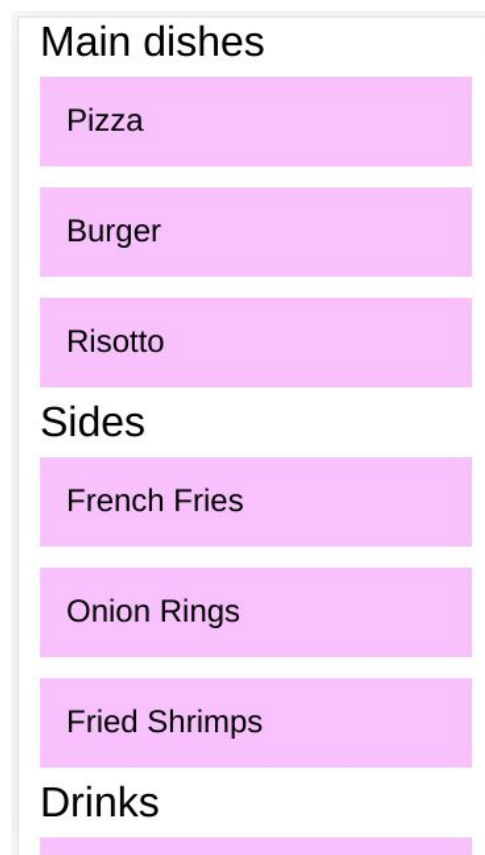 Main dishes
Pizza
Burger
Risotto
Sides
French Fries
Onion Rings
Fried Shrimps
Drinks